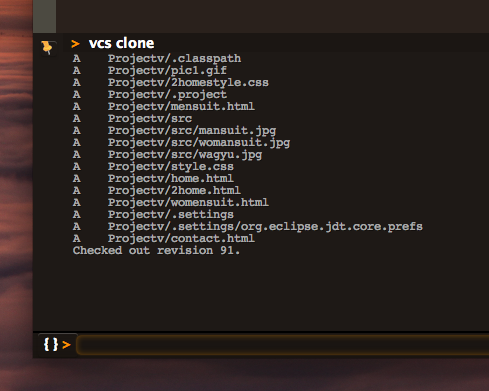 > vcs clone
A    Projectv/.classpath
A    Projectv/pic1.gif
A    Projectv/2homestyle.css
A    Projectv/.project
A    Projectv/mensuit.html
A    Projectv/src
A    Projectv/src/mansuit.jpg
A    Projectv/src/womansuit.jpg
A    Projectv/src/wagyu.jpg
A    Projectv/style.css
A    Projectv/home.html
A    Projectv/2home.html
A    Projectv/womensuit.html
A    Projectv/.settings
A    Projectv/.settings/org.eclipse.jdt.core.prefs
A    Projectv/contact.html
Checked out revision 91.
{} >